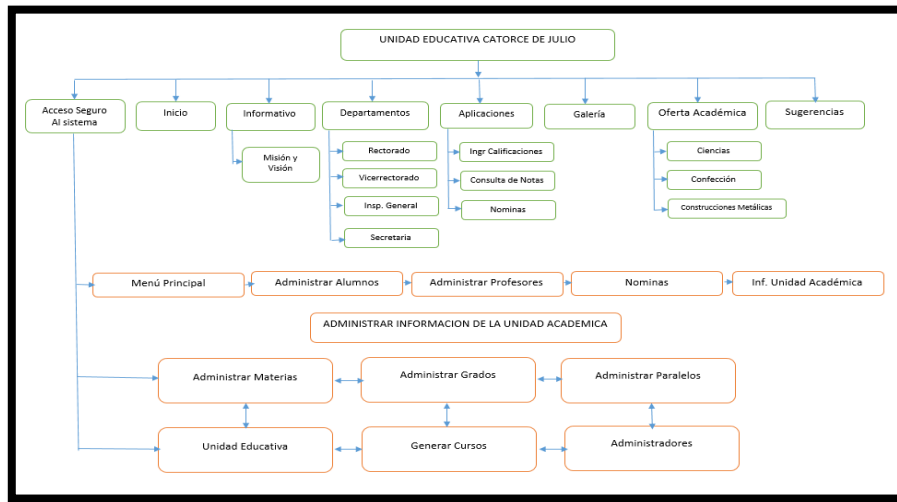 UNIDAD EDUCATIVA CATORCE DE JULIO
Acceso Seguro
Al sistema
Inicio
Informativo
Departamentos
Aplicaciones
Galería
Oferta Académica
Sugerencias
Misión y
Visión
Rectorado
Vicerrectorado
Insp. General
Secretaria
Ingr Calificaciones
Consulta de Notas
Nominas
Ciencias
Confección
Construcciones Metálicas
Menú Principal
Administrar Alumnos
Administrar Profesores
Nominas
Inf. Unidad Académica
ADMINISTRAR INFORMACION DE LA UNIDAD ACADEMICA
Administrar Materias
Administrar Grados
Administrar Paralelos
Unidad Educativa
Generar Cursos
Administradores